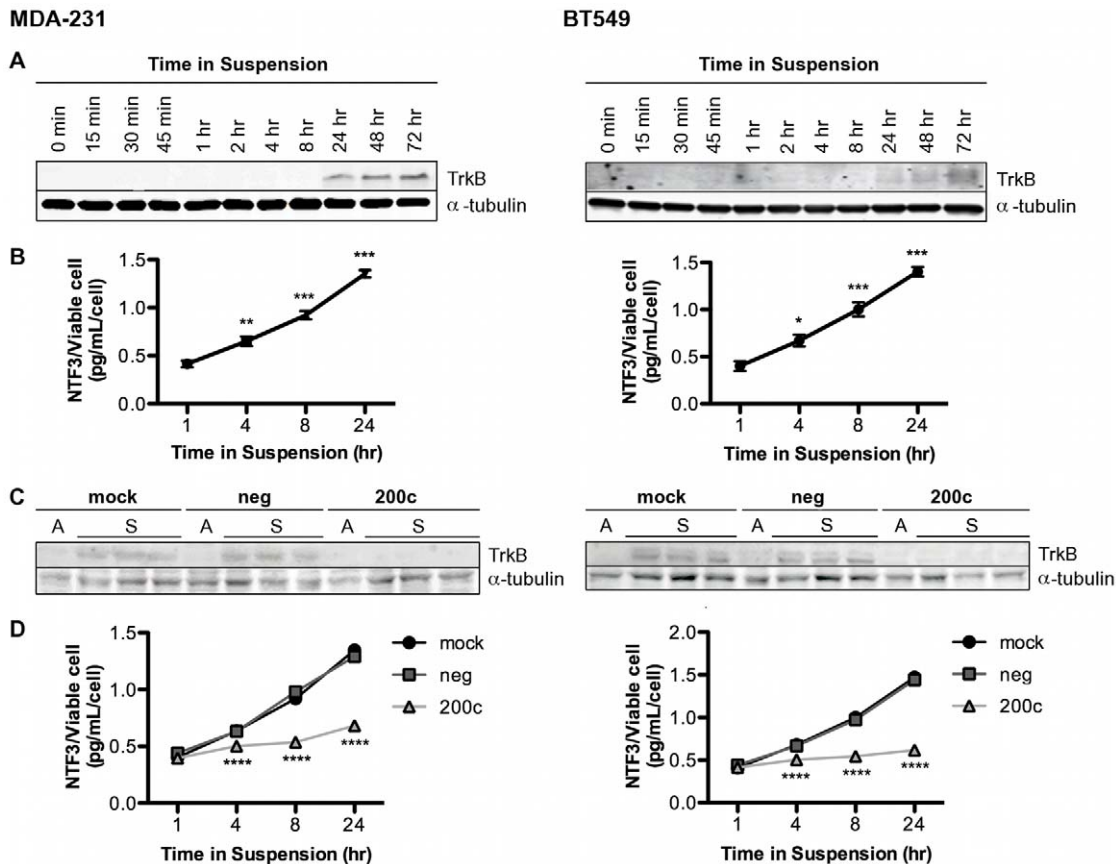 MDA-231
BT549
A
Time in Suspension
0 min 15 min 30 min 45 min 1 hr 2 hr 4 hr 8 hr 24 hr 48 hr 72 hr
TrkB
α-tubulin
Time in Suspension
0 min 15 min 30 min 45 min 1 hr 2 hr 4 hr 8 hr 24 hr 48 hr 72 hr
TrkB
α-tubulin
B
NTF3/Viable cell
(pg/mL/cell)
1.5
1.0
0.5
0.0
** *** ***
1 4 8 24
Time in Suspension (hr)
NTF3/Viable cell
(pg/mL/cell)
1.5
1.0
0.5
0.0
* *** ***
1 4 8 24
Time in Suspension (hr)
C
mock neg 200c
A S A S A S
TrkB
α-tubulin
mock neg 200c
A S A S A S
TrkB
α-tubulin
D
NTF3/Viable cell
(pg/mL/cell)
1.5
1.0
0.5
0.0
**** **** ****
1 4 8 24
Time in Suspension (hr)
mock
neg
200c
NTF3/Viable cell
(pg/mL/cell)
2.0
1.5
1.0
0.5
0.0
**** **** ****
1 4 8 24
Time in Suspension (hr)
mock
neg
200c